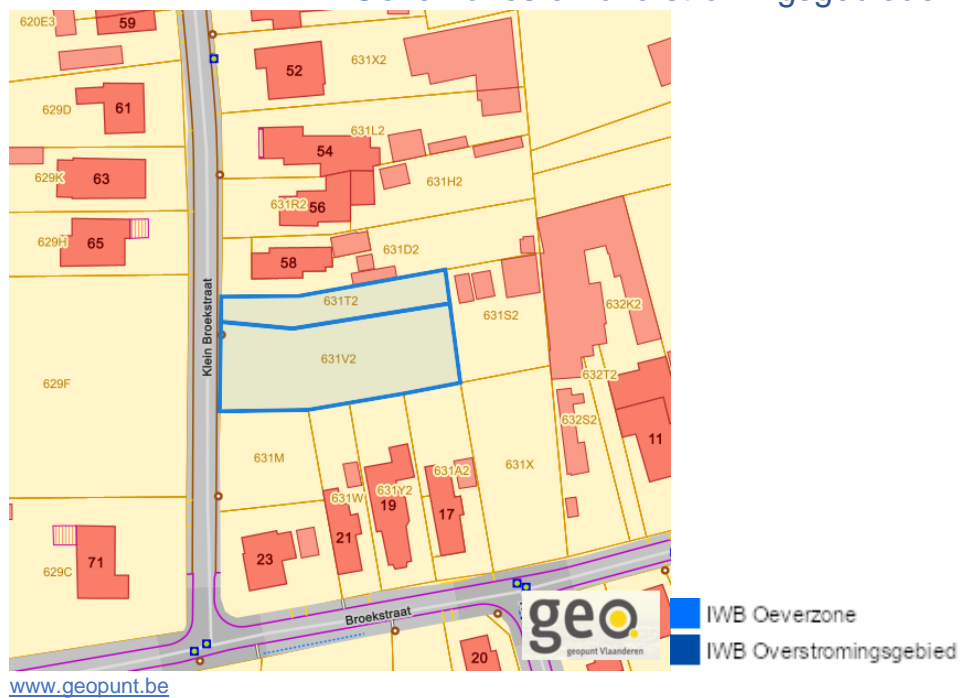 620E3
59
52
631X2
629D
61
54
631L2
629K
63
631H2
631R2
56
629H
65
58
631D2
631T2
631S2
632K2
Klein Broekstraat
629F
631V2
632T2
632S2
11
631M
631W
631Y2
19
631A2
17
631X
21
23
629C
71
Broekstraat
20
geo
geopunt Vlaanderen
IWB Oeverzone
IWB Overstromingsgebied
www.geopunt.be